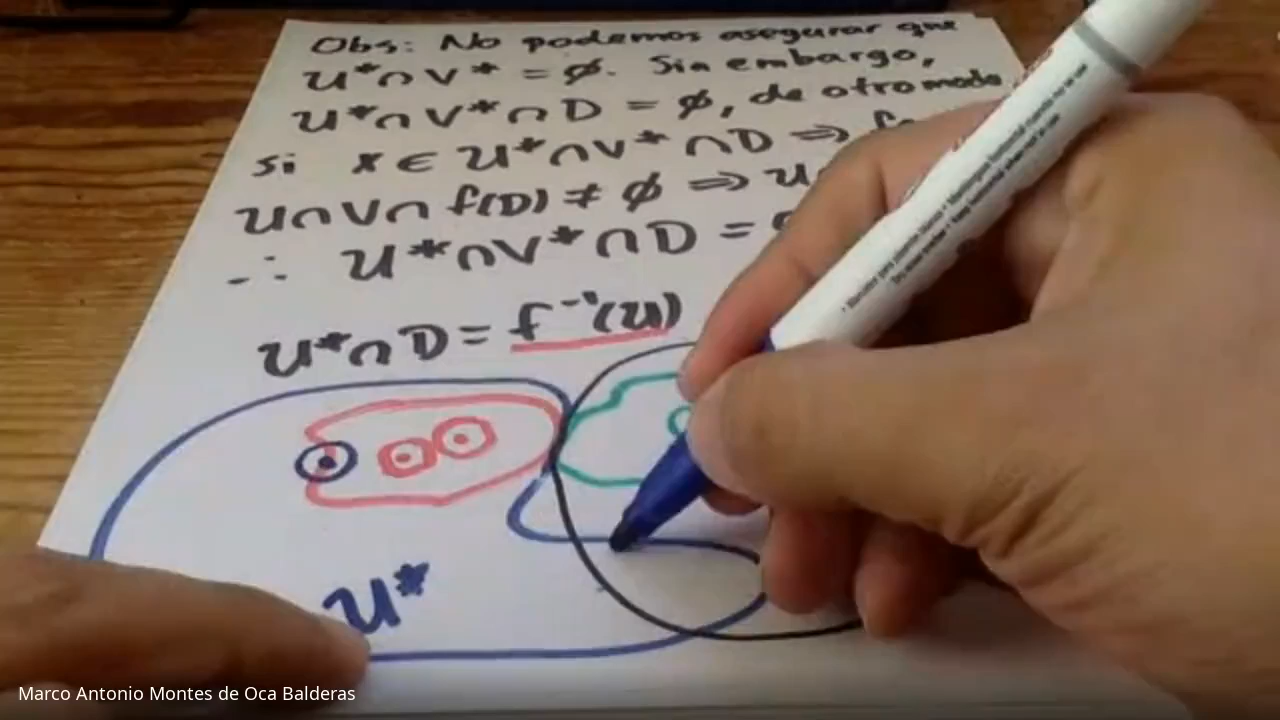 Obs: No podemos asegurar que
U*∩V* = ∅. Sin embargo,
U*∩V*∩D = ∅, de otro modo
si x ∈ U*∩V*∩D ⇒
U∩V∩f(D) ≠ ∅ ⇒
∴ U*∩V*∩D =
U*∩D = f⁻¹(U)
U*
Marco Antonio Montes de Oca Balderas